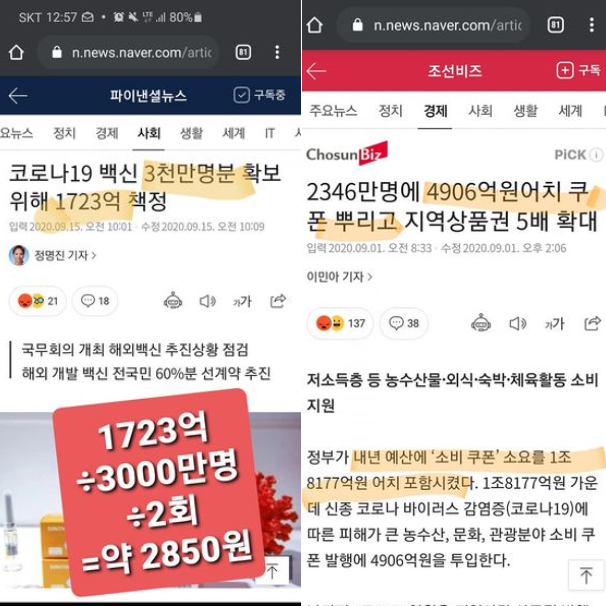 SKT 12:57
80%
n.news.naver.com/artic
81
파이낸셜뉴스
구독중
요뉴스 정치 경제 사회 생활 세계 IT
코로나19 백신 3천만명분 확보
위해 1723억 책정
입력 2020.09.15. 오전 10:01 · 수정 2020.09.15. 오전 10:09
정명진 기자 >
21
18
가가
국무회의 개최 해외백신 추진상황 점검
해외 개발 백신 전국민 60%분 선계약 추진
1723억
÷3000만명
÷2회
=약 2850원
n.news.naver.com/artic
81
조선비즈
구독
주요뉴스 정치 경제 사회 생활 세계
Chosun Biz
PiCK
2346만명에 4906억원어치 쿠
폰 뿌리고 지역상품권 5배 확대
입력 2020.09.01. 오전 8:33 · 수정 2020.09.01. 오후 2:06
이민아 기자 >
137
38
가가
저소득층 등 농수산물·외식·숙박·체육활동 소비
지원
정부가 내년 예산에 '소비 쿠폰' 소요를 1조
8177억원 어치 포함시켰다. 1조8177억원 가운
데 신종 코로나 바이러스 감염증(코로나19)에
따른 피해가 큰 농수산, 문화, 관광분야 소비 쿠
폰 발행에 4906억원을 투입한다.